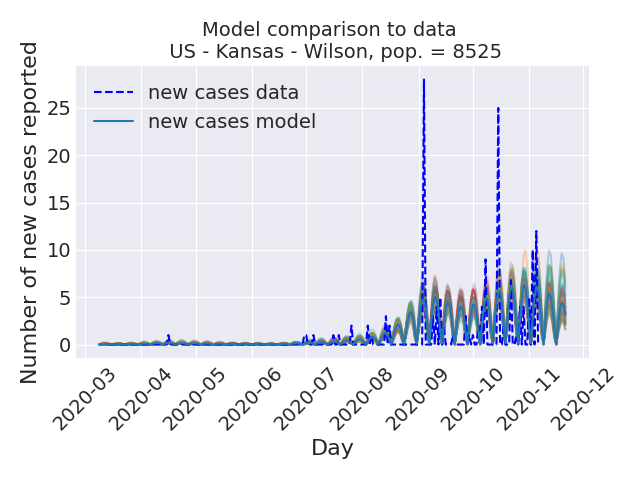 Model comparison to data
US - Kansas - Wilson, pop. = 8525
Number of new cases reported
new cases data
new cases model
25
20
15
10
5
0
2020-03
2020-04
2020-05
2020-06
2020-07
2020-08
2020-09
2020-10
2020-11
2020-12
Day